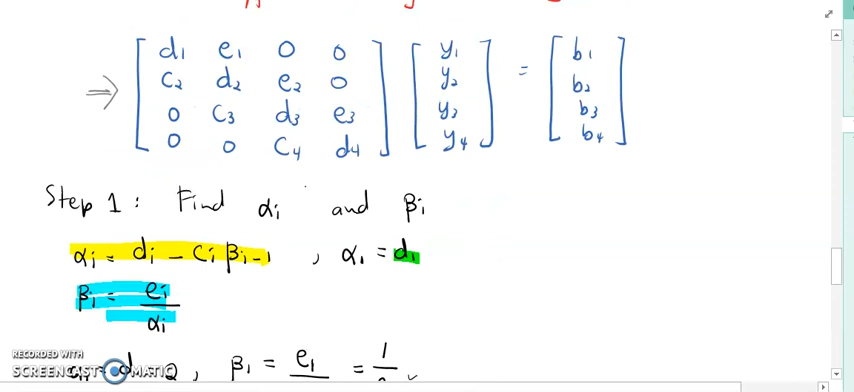 ⇒ [ d₁ e₁ 0 0 ] [ y₁ ] = [ b₁ ]
[ c₂ d₂ e₂ 0 ] [ y₂ ] [ b₂ ]
[ 0 c₃ d₃ e₃ ] [ y₃ ] [ b₃ ]
[ 0 0 c₄ d₄ ] [ y₄ ] [ b₄ ]
Step 1 : Find αᵢ and βᵢ
αᵢ = dᵢ - cᵢ βᵢ₋₁ , α₁ = d₁
βᵢ = eᵢ / αᵢ
RECORDED WITH
SCREENCAST-O-MATIC
β₁ = e₁ = 1